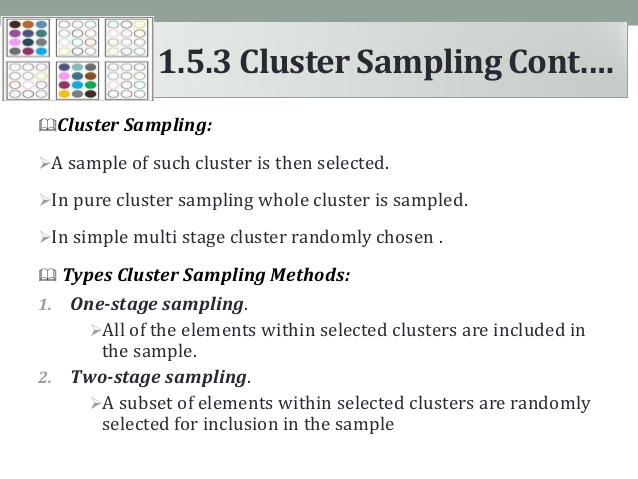 1.5.3 Cluster Sampling Cont....
Cluster Sampling:
A sample of such cluster is then selected.
In pure cluster sampling whole cluster is sampled.
In simple multi stage cluster randomly chosen .
Types Cluster Sampling Methods:
1. One-stage sampling.
All of the elements within selected clusters are included in
the sample.
2. Two-stage sampling.
A subset of elements within selected clusters are randomly
selected for inclusion in the sample